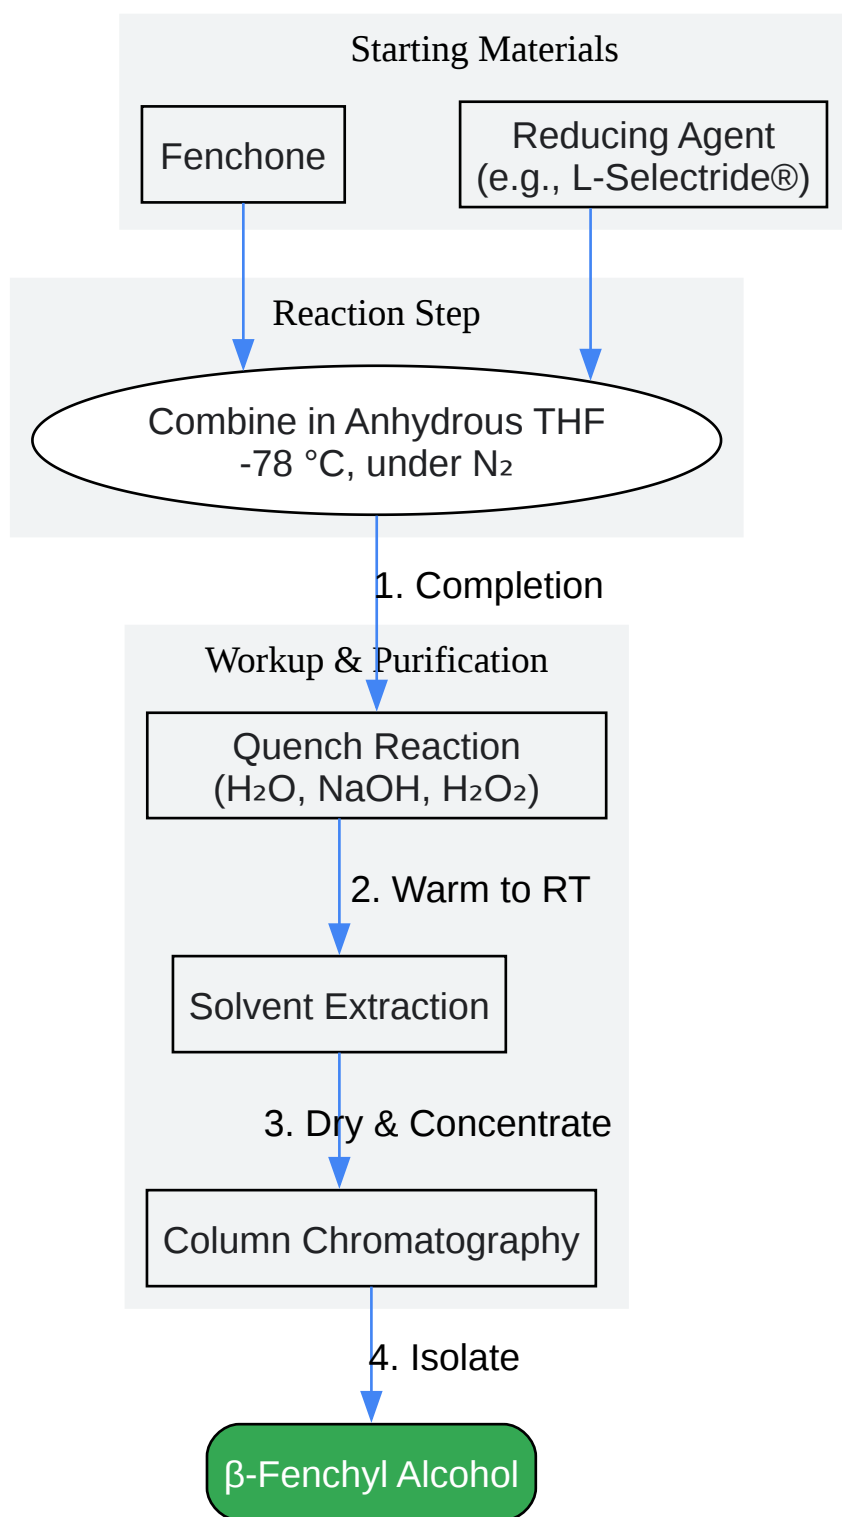 Starting Materials
Fenchone
Reducing Agent
(e.g., L-Selectride®)
Reaction Step
Combine in Anhydrous THF
-78 °C, under N₂
1. Completion
Workup & Purification
Quench Reaction
(H₂O, NaOH, H₂O₂)
2. Warm to RT
Solvent Extraction
3. Dry & Concentrate
Column Chromatography
4. Isolate
β-Fenchyl Alcohol